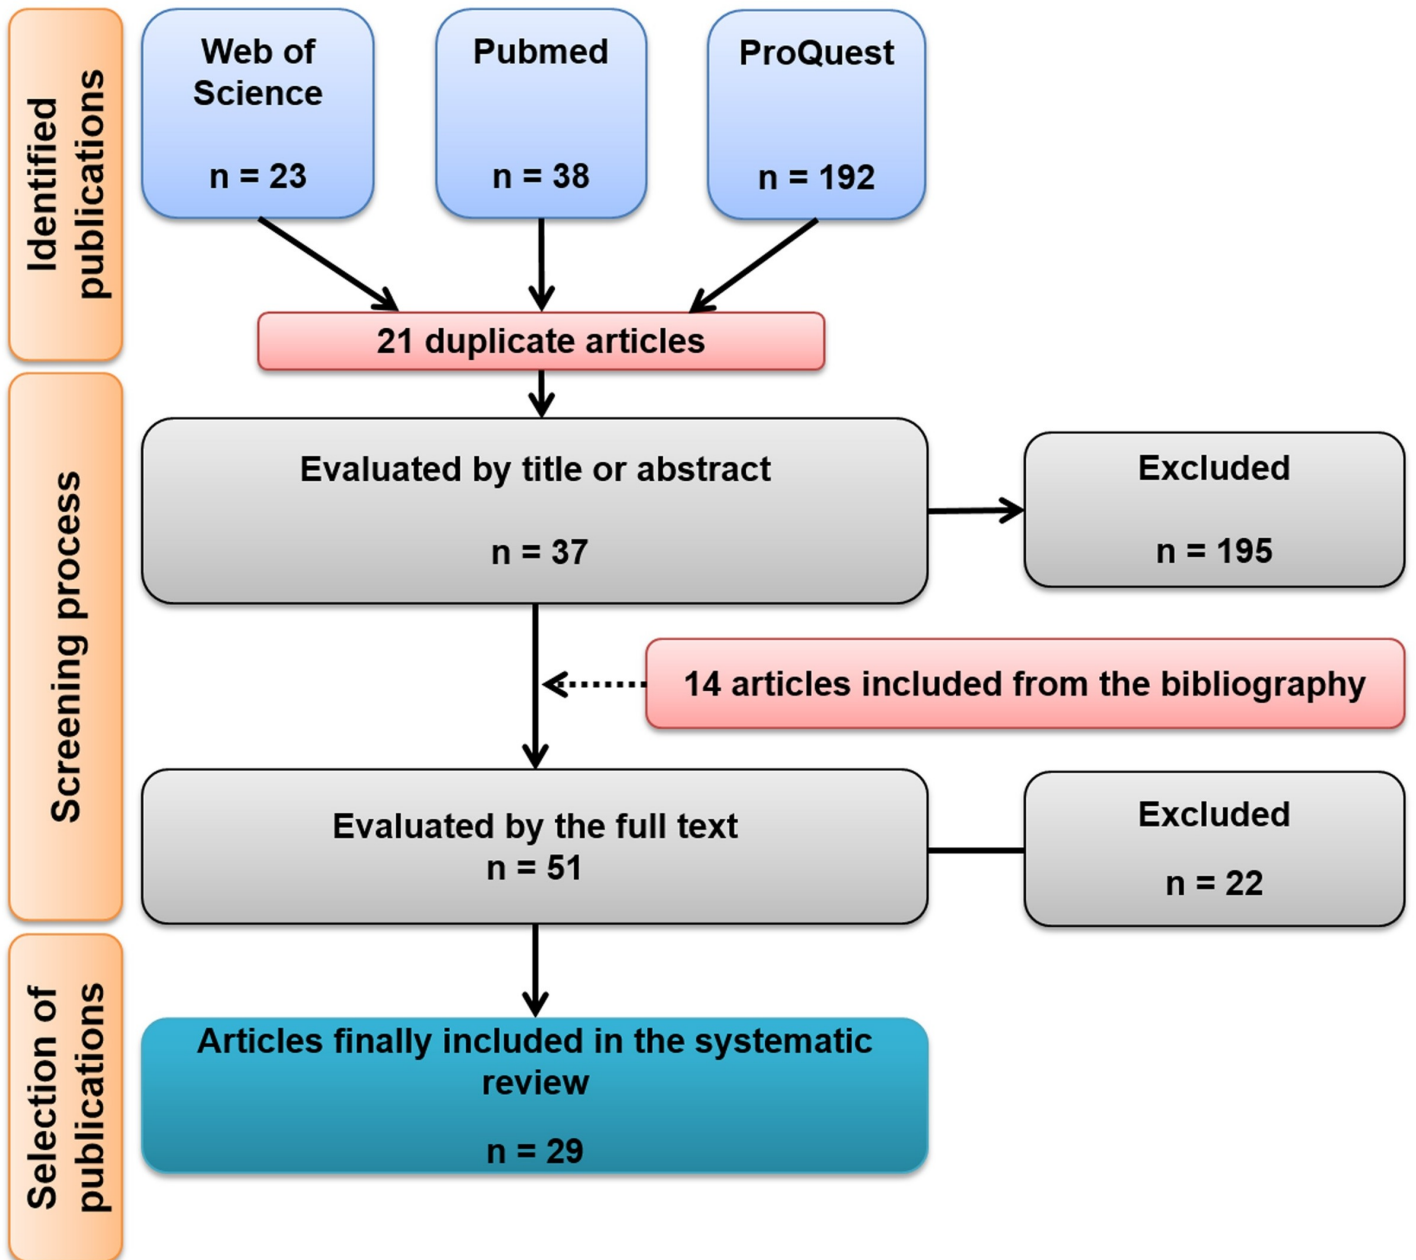 Identified
publications
Web of
Science
n = 23
Pubmed
n = 38
ProQuest
n = 192
21 duplicate articles
Screening process
Evaluated by title or abstract
n = 37
Excluded
n = 195
14 articles included from the bibliography
Evaluated by the full text
n = 51
Excluded
n = 22
Selection of
publications
Articles finally included in the systematic
review
n = 29